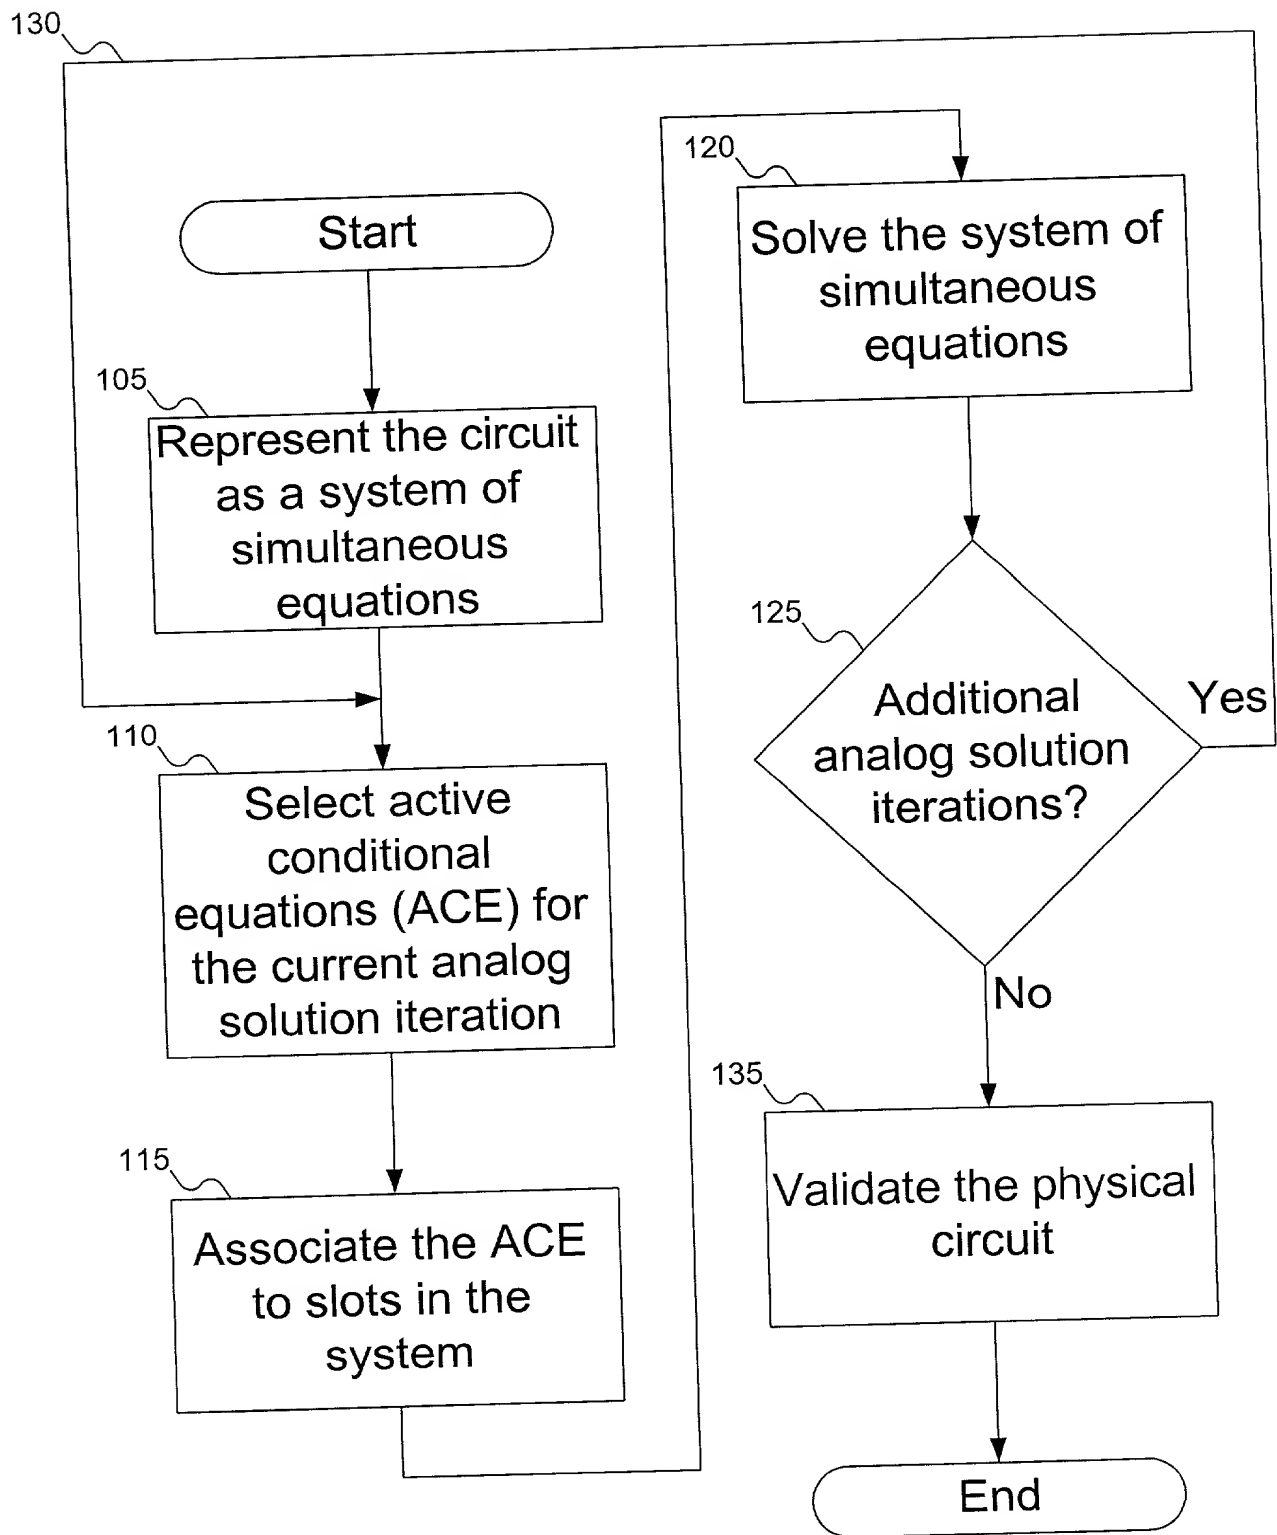 130
Start
105
Represent the circuit
as a system of
simultaneous
equations
110
Select active
conditional
equations (ACE) for
the current analog
solution iteration
115
Associate the ACE
to slots in the
system
120
Solve the system of
simultaneous
equations
125
Additional
analog solution
iterations?
Yes
No
135
Validate the physical
circuit
End